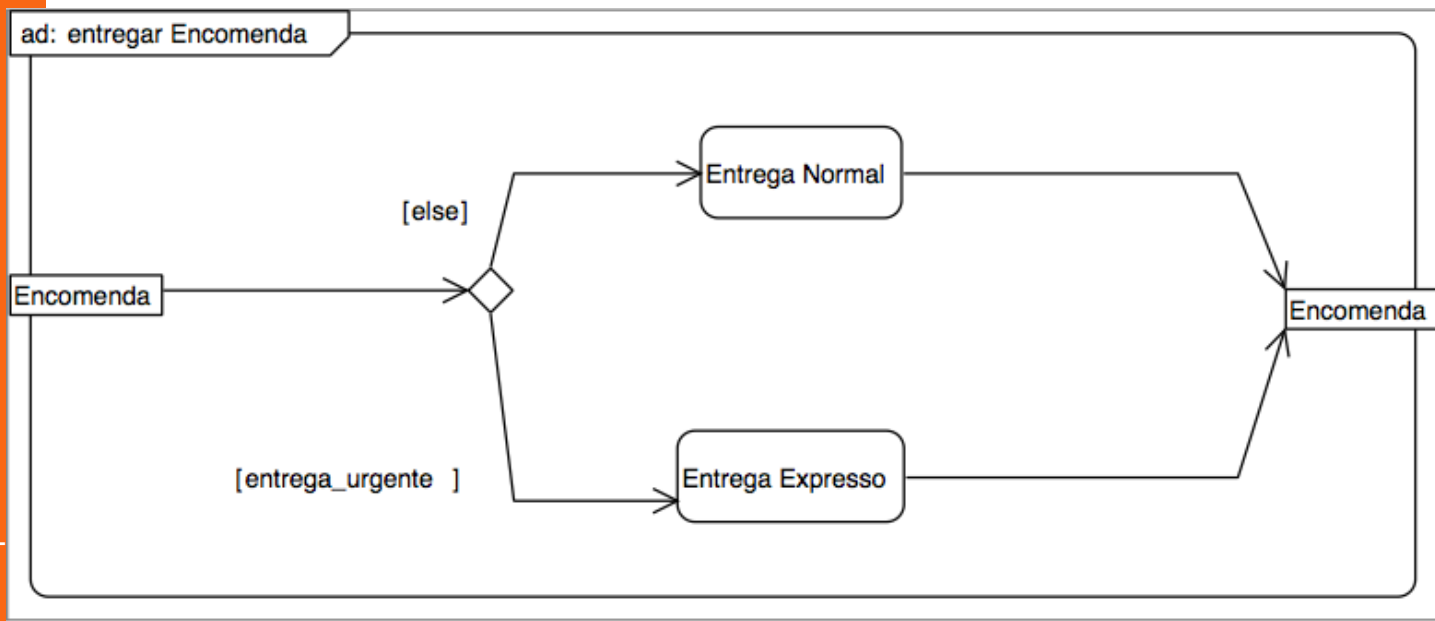 ad: entregar Encomenda
Entrega Normal
[else]
Encomenda
Encomenda
[entrega_urgente ]
Entrega Expresso